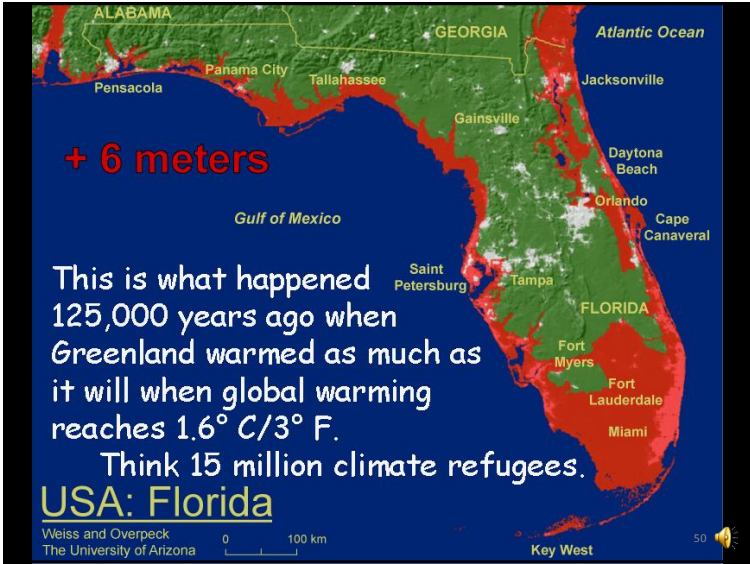 ALABAMA
GEORGIA
Atlantic Ocean
Panama City
Tallahassee
Pensacola
Jacksonville
Gainsville
+ 6 meters
Daytona
Beach
Orlando
Gulf of Mexico
Cape
Canaveral
Saint
Petersburg
Tampa
This is what happened
125,000 years ago when
Greenland warmed as much as
it will when global warming
reaches 1.6° C/3° F.
Think 15 million climate refugees.
FLORIDA
Fort
Myers
Fort
Lauderdale
Miami
USA: Florida
Weiss and Overpeck
The University of Arizona
0 100 km
Key West
50